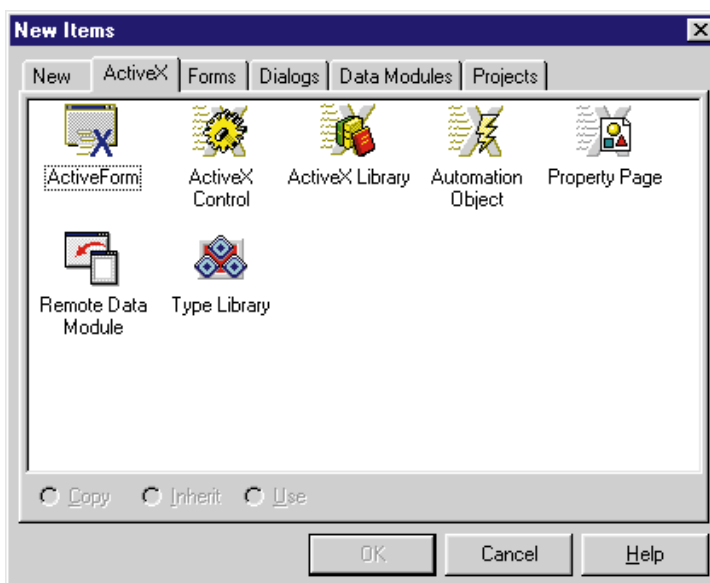 New Items
New ActiveX Forms Dialogs Data Modules Projects
ActiveForm ActiveX Control ActiveX Library Automation Object Property Page
Remote Data Module Type Library
Copy Inherit Use
OK Cancel Help